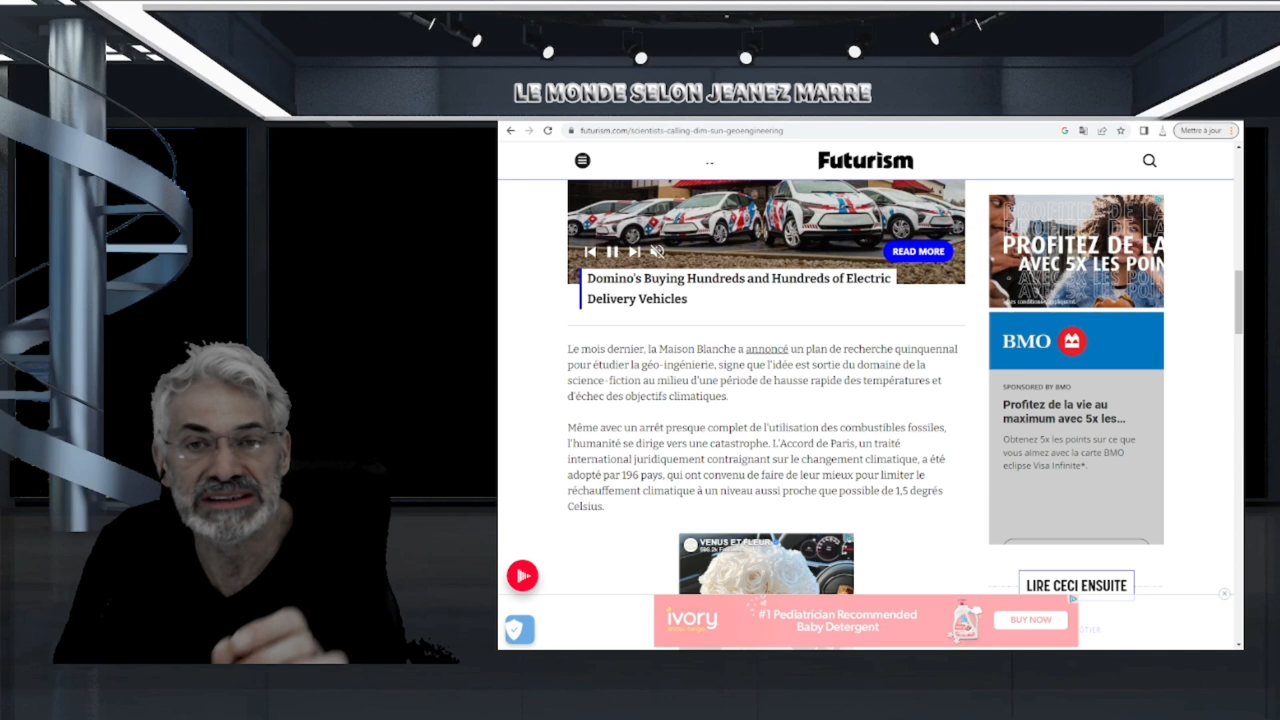 LE MONDE SELON JEANEZ MARRE
futurism.com/scientists-calling-dim-sun-geoengineering
Mettre à jour
Futurism
READ MORE
Domino's Buying Hundreds and Hundreds of Electric
Delivery Vehicles
Le mois dernier, la Maison Blanche a annoncé un plan de recherche quinquennal
pour étudier la géo-ingénierie, signe que l'idée est sortie du domaine de la
science-fiction au milieu d'une période de hausse rapide des températures et
d'échec des objectifs climatiques.
Même avec un arrêt presque complet de l'utilisation des combustibles fossiles,
l'humanité se dirige vers une catastrophe. L'Accord de Paris, un traité
international juridiquement contraignant sur le changement climatique, a été
adopté par 196 pays, qui ont convenu de faire de leur mieux pour limiter le
réchauffement climatique à un niveau aussi proche que possible de 1,5 degrés
Celsius.
VENUS ET FLEUR
PROFITEZ DE LA
AVEC 5X LES POIN
BMO
SPONSORED BY BMO
Profitez de la vie au
maximum avec 5x les...
Obtenez 5x les points sur ce que
vous aimez avec la carte BMO
eclipse Visa Infinite*.
LIRE CECI ENSUITE
ivory
#1 Pediatrician Recommended
Baby Detergent
BUY NOW